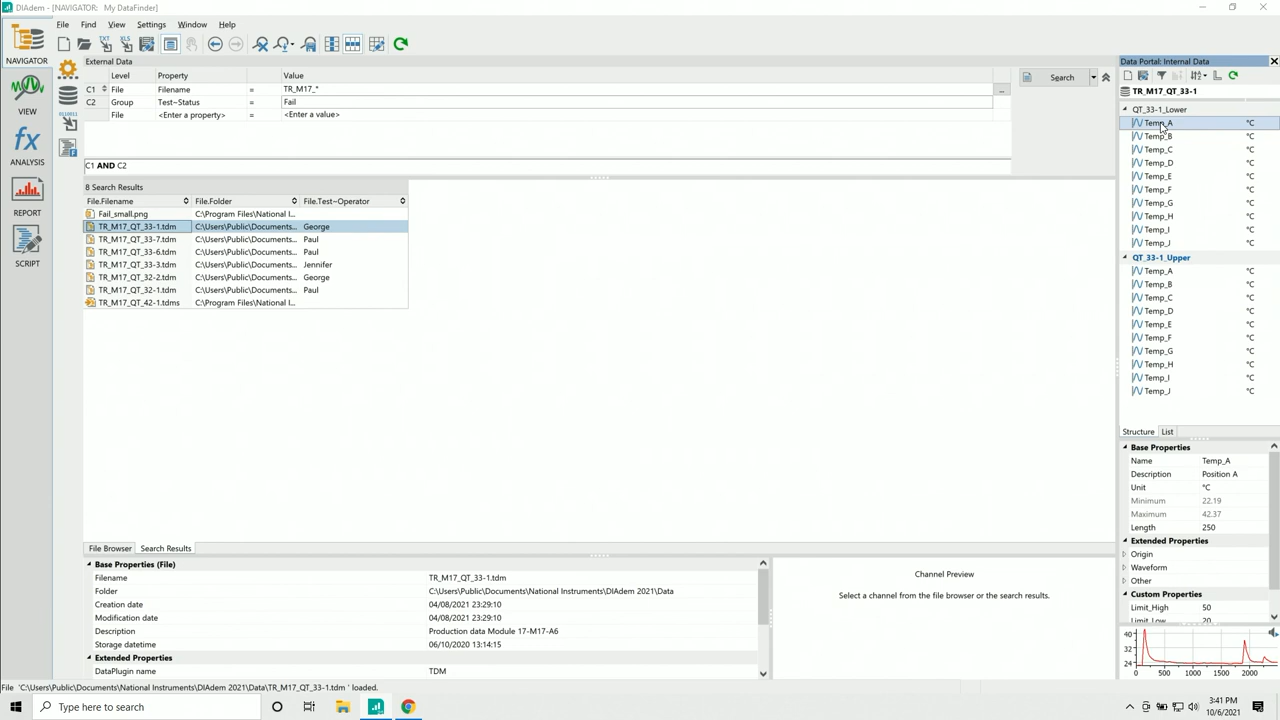 DIAdem - [NAVIGATOR: My DataFinder]
File Find View Settings Window Help
NAVIGATOR
VIEW
ANALYSIS
REPORT
SCRIPT
External Data
Level Property Value
C1 File Filename = TR_M17_* ...
C2 Group Test~Status = Fail
File <Enter a property> = <Enter a value>
Search
C1 AND C2
8 Search Results
File.Filename File.Folder File.Test~Operator
Fail_small.png C:\Program Files\National I...
TR_M17_QT_33-1.tdm C:\Users\Public\Documents... George
TR_M17_QT_33-7.tdm C:\Users\Public\Documents... Paul
TR_M17_QT_33-6.tdm C:\Users\Public\Documents... Paul
TR_M17_QT_33-3.tdm C:\Users\Public\Documents... Jennifer
TR_M17_QT_32-2.tdm C:\Users\Public\Documents... George
TR_M17_QT_32-1.tdm C:\Users\Public\Documents... Paul
TR_M17_QT_42-1.tdms C:\Program Files\National I...
File Browser Search Results
Base Properties (File)
Filename TR_M17_QT_33-1.tdm
Folder C:\Users\Public\Documents\National Instruments\DIAdem 2021\Data
Creation date 04/08/2021 23:29:10
Modification date 04/08/2021 23:29:10
Description Production data Module 17-M17-A6
Storage datetime 06/10/2020 13:14:15
Extended Properties
DataPlugin name TDM
Channel Preview
Select a channel from the file browser or the search results.
Data Portal: Internal Data
TR_M17_QT_33-1
QT_33-1_Lower
Temp_A °C
Temp_B °C
Temp_C °C
Temp_D °C
Temp_E °C
Temp_F °C
Temp_G °C
Temp_H °C
Temp_I °C
Temp_J °C
QT_33-1_Upper
Temp_A °C
Temp_B °C
Temp_C °C
Temp_D °C
Temp_E °C
Temp_F °C
Temp_G °C
Temp_H °C
Temp_I °C
Temp_J °C
Structure List
Base Properties
Name Temp_A
Description Position A
Unit °C
Minimum 22.19
Maximum 42.37
Length 250
Extended Properties
Origin
Waveform
Other
Custom Properties
Limit_High 50
Limit_Low 20
40
32
24
0 500 1000 1500 2000
File 'C:\Users\Public\Documents\National Instruments\DIAdem 2021\Data\TR_M17_QT_33-1.tdm ' loaded.
Type here to search
3:41 PM
10/6/2021